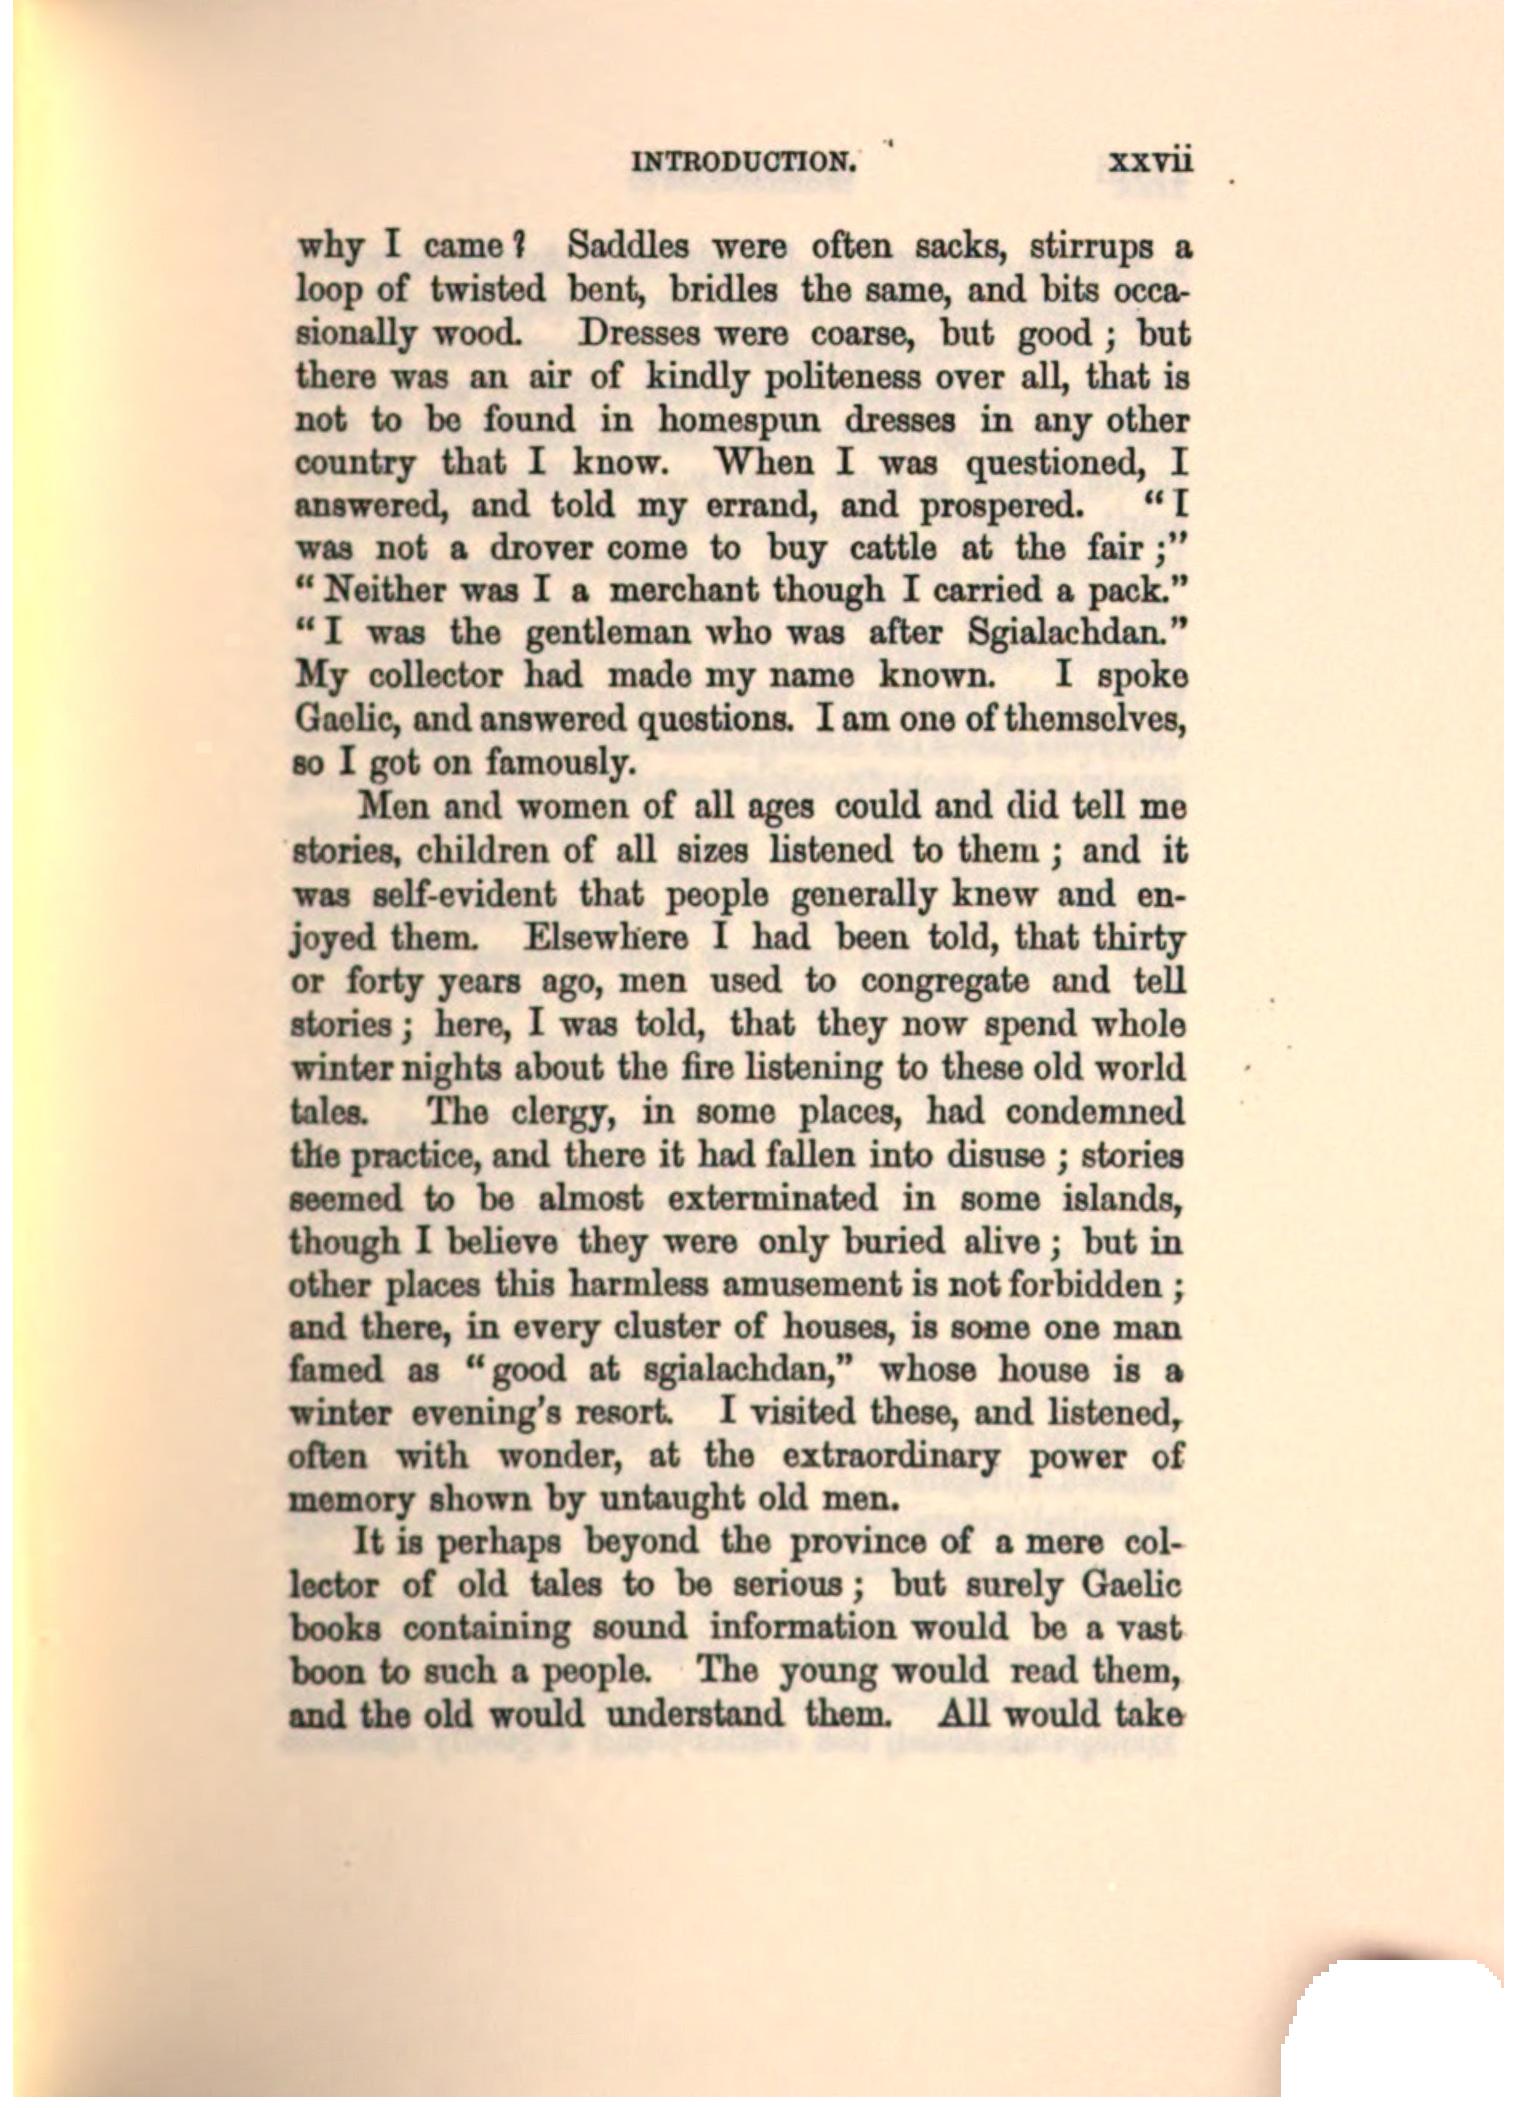 INTRODUCTION. xxvii
why I came? Saddles were often sacks, stirrups a
loop of twisted bent, bridles the same, and bits occa-
sionally wood. Dresses were coarse, but good; but
there was an air of kindly politeness over all, that is
not to be found in homespun dresses in any other
country that I know. When I was questioned, I
answered, and told my errand, and prospered. "I
was not a drover come to buy cattle at the fair;"
"Neither was I a merchant though I carried a pack."
"I was the gentleman who was after Sgialachdan."
My collector had made my name known. I spoke
Gaelic, and answered questions. I am one of themselves,
so I got on famously.
Men and women of all ages could and did tell me
stories, children of all sizes listened to them; and it
was self-evident that people generally knew and en-
joyed them. Elsewhere I had been told, that thirty
or forty years ago, men used to congregate and tell
stories; here, I was told, that they now spend whole
winter nights about the fire listening to these old world
tales. The clergy, in some places, had condemned
the practice, and there it had fallen into disuse; stories
seemed to be almost exterminated in some islands,
though I believe they were only buried alive; but in
other places this harmless amusement is not forbidden;
and there, in every cluster of houses, is some one man
famed as "good at sgialachdan," whose house is a
winter evening's resort. I visited these, and listened,
often with wonder, at the extraordinary power of
memory shown by untaught old men.
It is perhaps beyond the province of a mere col-
lector of old tales to be serious; but surely Gaelic
books containing sound information would be a vast
boon to such a people. The young would read them,
and the old would understand them. All would take